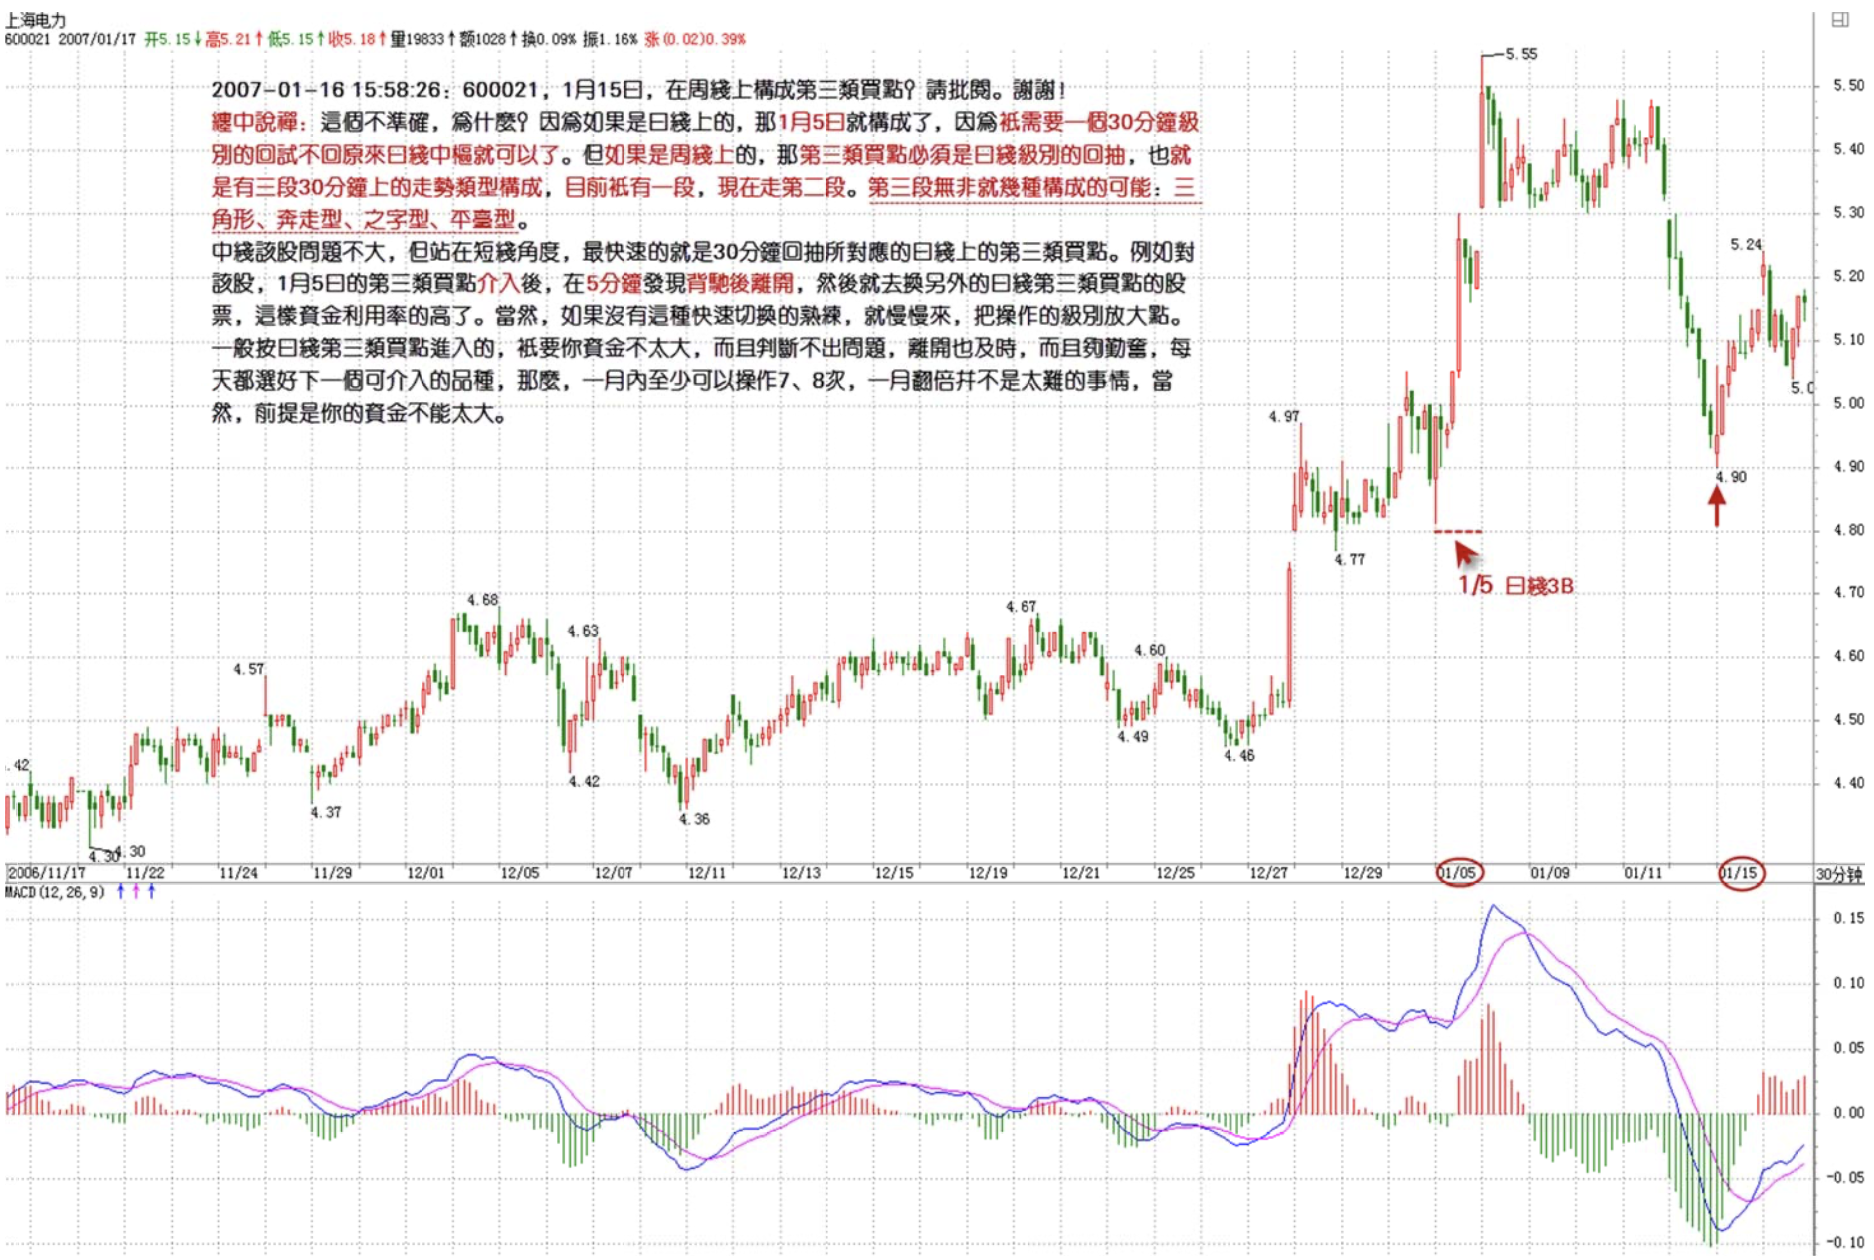 上海电力
600021 2007/01/17 开5.15↓高5.21↑低5.15↑收5.18↑量19833↑额1028↑换0.09% 振1.16% 涨(0.02)0.39%
2007-01-16 15:58:26：600021，1月15日，在周綫上構成第三類買點？請批閱。謝謝！
纏中說禪：這個不準確，爲什麼？因爲如果是日綫上的，那1月5日就構成了，因爲衹需要一個30分鐘級
別的回試不回原來日綫中樞就可以了。但如果是周綫上的，那第三類買點必須是日綫級別的回抽，也就
是有三段30分鐘上的走勢類型構成，目前衹有一段，現在走第二段。第三段無非就幾種構成的可能：三
角形、奔走型、之字型、平臺型。
中綫該股問題不大，但站在短綫角度，最快速的就是30分鐘回抽所對應的日綫上的第三類買點。例如對
該股，1月5日的第三類買點介入後，在5分鐘發現背馳後離開，然後就去換另外的日綫第三類買點的股
票，這樣資金利用率的高了。當然，如果沒有這種快速切換的熟練，就慢慢來，把操作的級別放大點。
一般按日綫第三類買點進入的，衹要你資金不太大，而且判斷不出問題，離開也及時，而且夠勤奮，每
天都選好下一個可介入的品種，那麼，一月內至少可以操作7、8次，一月翻倍幷不是太難的事情，當
然，前提是你的資金不能太大。
5.55
5.50
5.40
5.30
5.24
5.20
5.10
5.0
5.00
4.97
4.90
4.90
4.80
4.77
1/5 日綫3B
4.70
4.68
4.67
4.63
4.60
4.60
4.57
4.50
4.49
4.46
.42
4.42
4.40
4.37
4.36
4.30
4.30
2006/11/17 11/22 11/24 11/29 12/01 12/05 12/07 12/11 12/13 12/15 12/19 12/21 12/25 12/27 12/29 01/05 01/09 01/11 01/15 30分钟
MACD(12,26,9) ↑ ↑ ↑
0.15
0.10
0.05
0.00
-0.05
-0.10